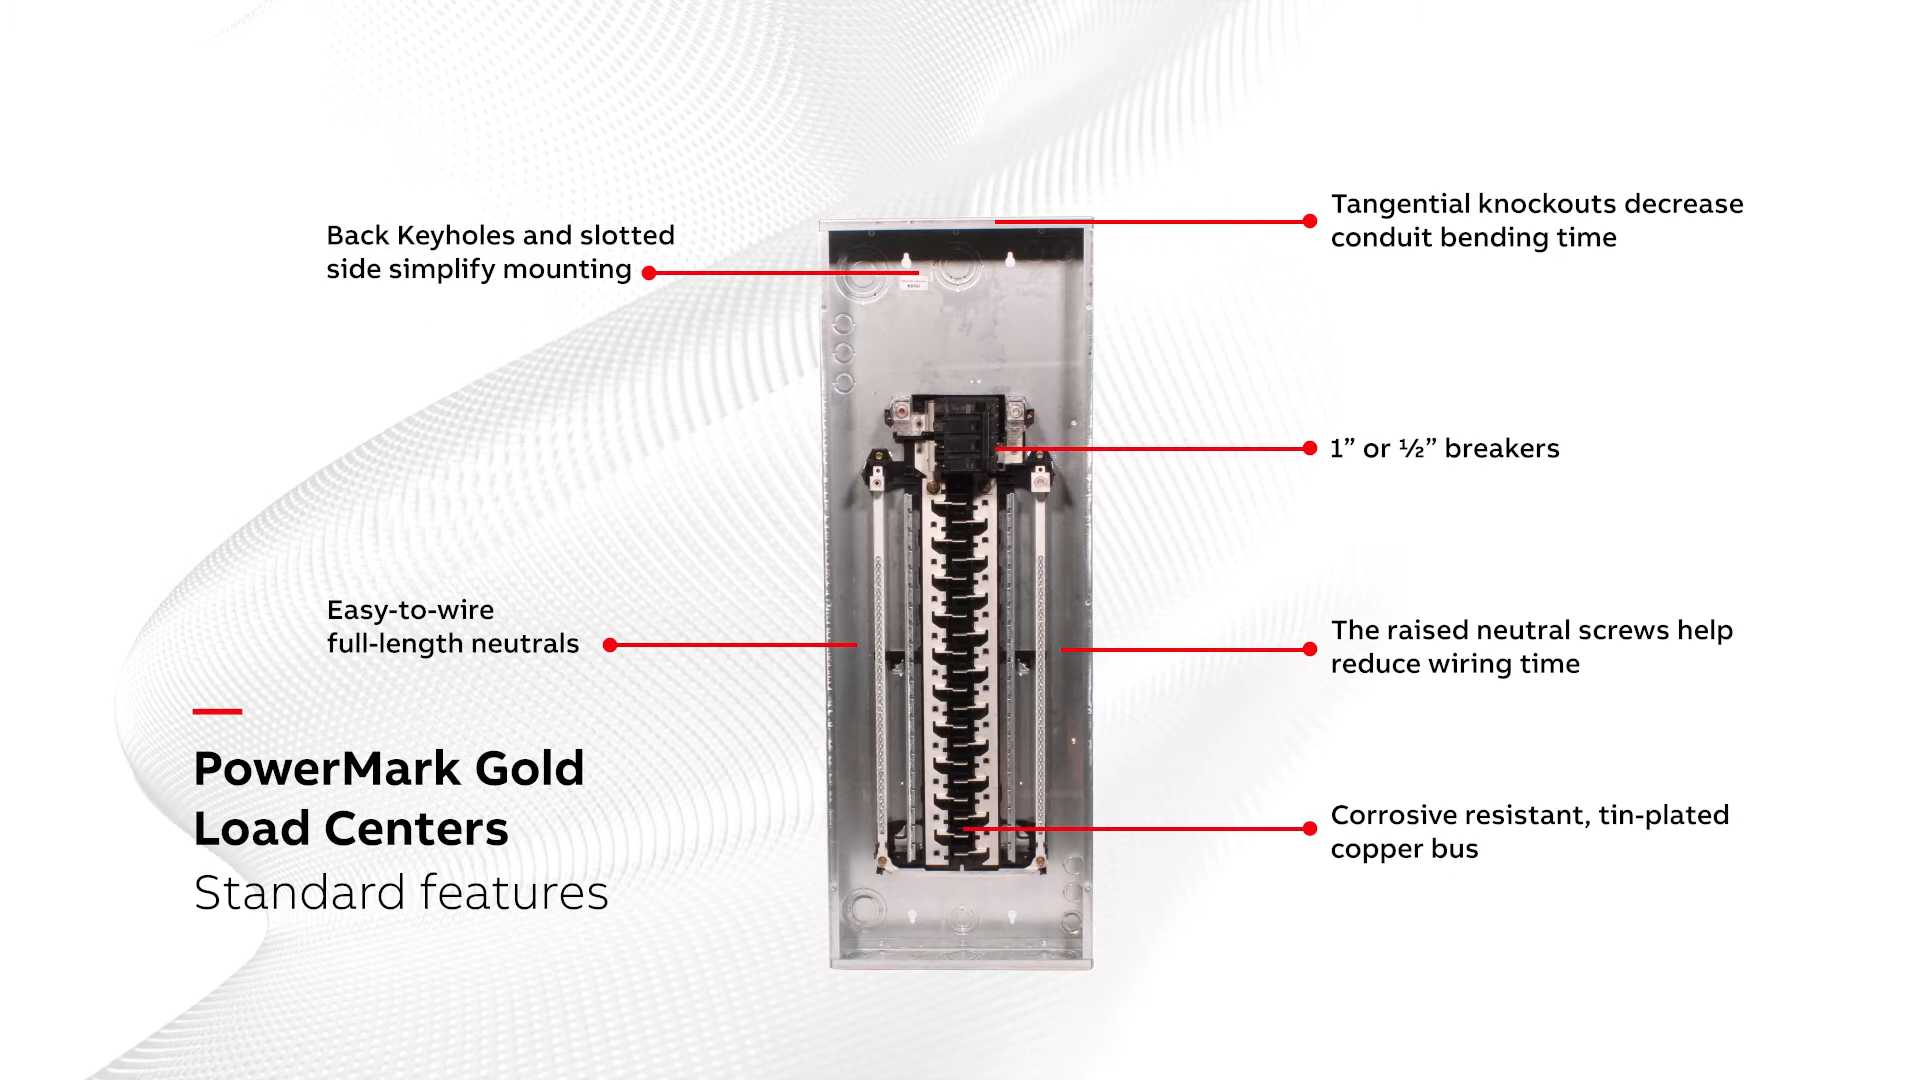 Back Keyholes and slotted
side simplify mounting
Easy-to-wire
full-length neutrals
PowerMark Gold
Load Centers
Standard features
Tangential knockouts decrease
conduit bending time
1” or ½” breakers
The raised neutral screws help
reduce wiring time
Corrosive resistant, tin-plated
copper bus